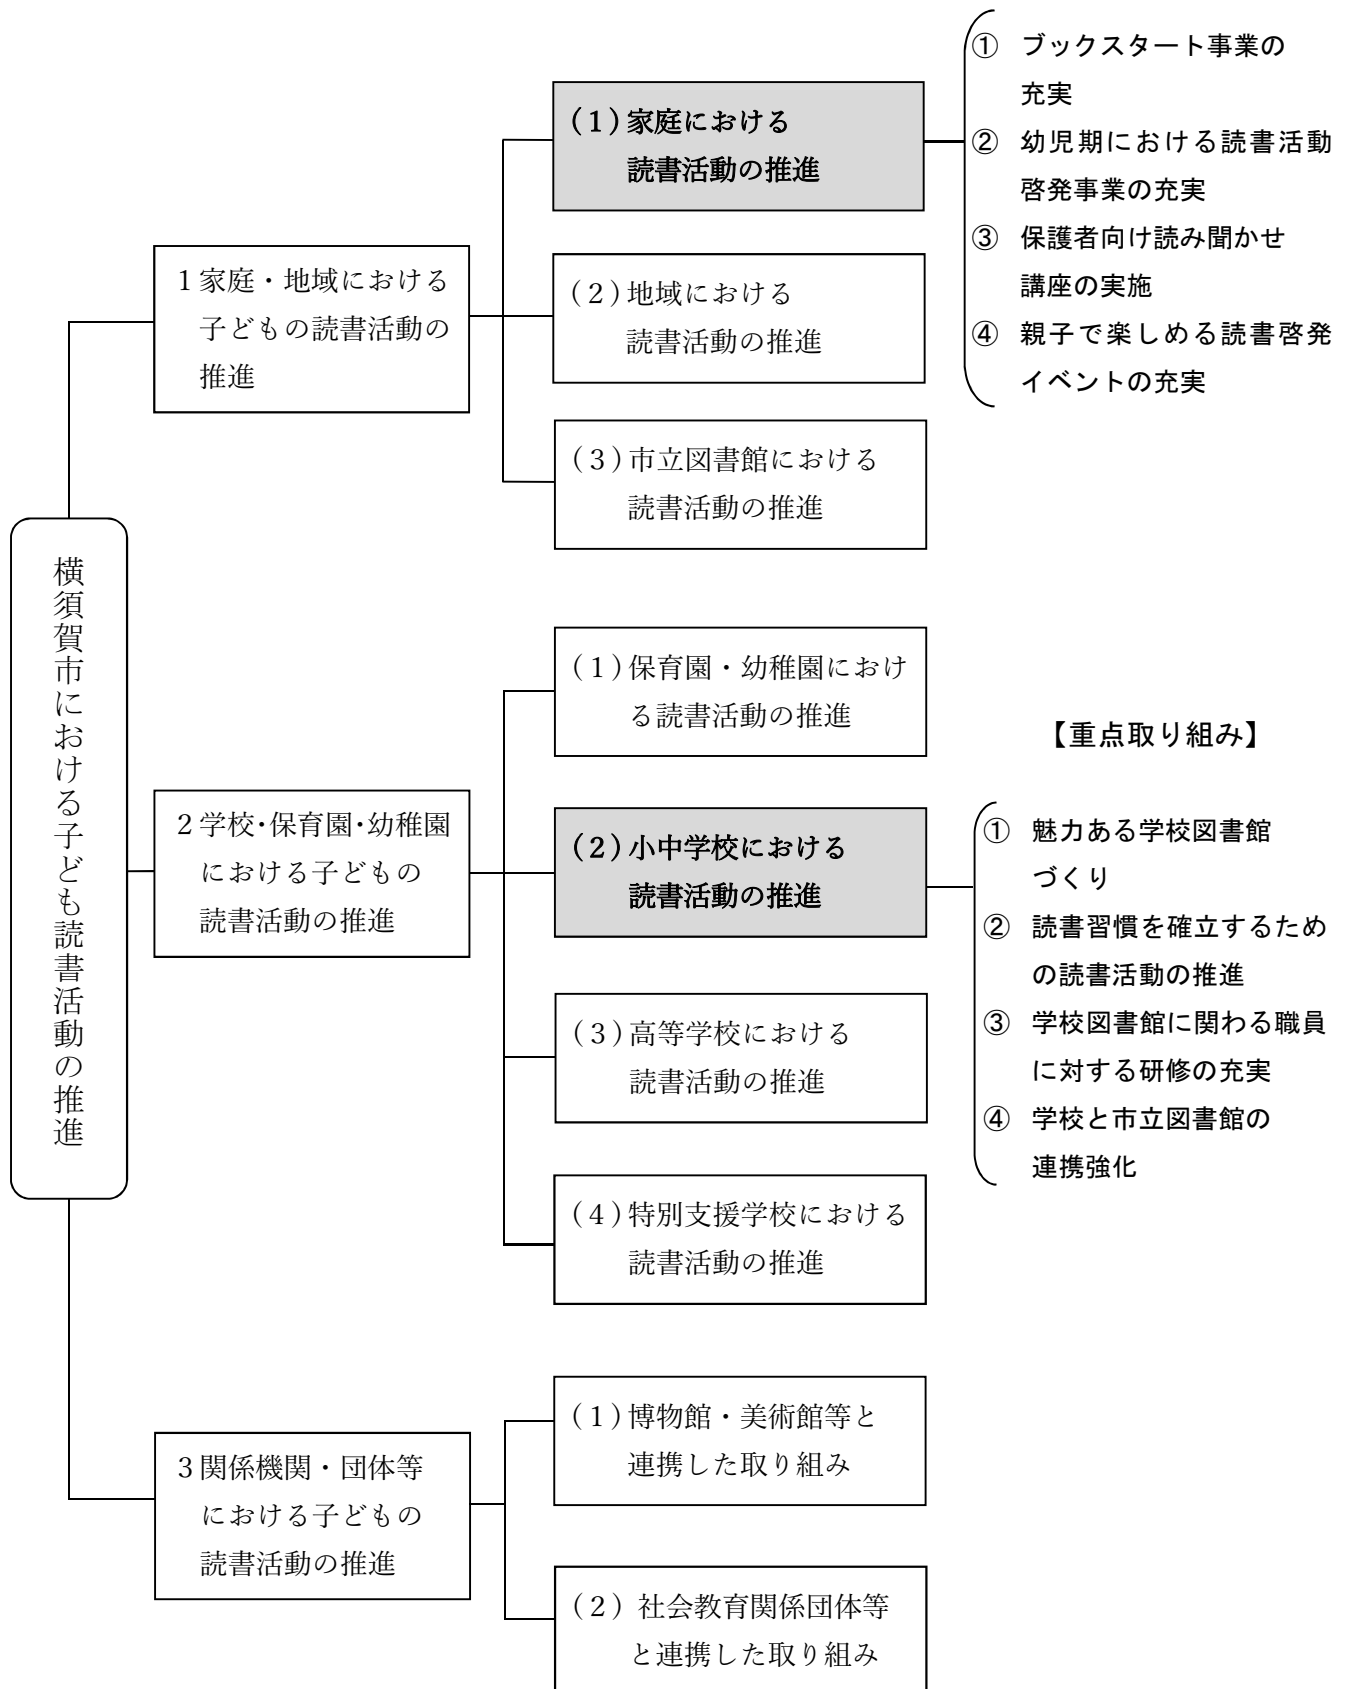 横須賀市における子ども読書活動の推進
１家庭・地域における
子どもの読書活動の
推進
(１)家庭における
読書活動の推進
①　ブックスタート事業の
充実
②　幼児期における読書活動
啓発事業の充実
③　保護者向け読み聞かせ
講座の実施
④　親子で楽しめる読書啓発
イベントの充実
(２)地域における
読書活動の推進
(３)市立図書館における
読書活動の推進
２学校･保育園･幼稚園
における子どもの
読書活動の推進
(１)保育園・幼稚園におけ
る読書活動の推進
【重点取り組み】
(２)小中学校における
読書活動の推進
①　魅力ある学校図書館
づくり
②　読書習慣を確立するため
の読書活動の推進
③　学校図書館に関わる職員
に対する研修の充実
④　学校と市立図書館の
連携強化
(３)高等学校における
読書活動の推進
(４)特別支援学校における
読書活動の推進
３関係機関・団体等
における子どもの
読書活動の推進
(１)博物館・美術館等と
連携した取り組み
(２) 社会教育関係団体等
と連携した取り組み